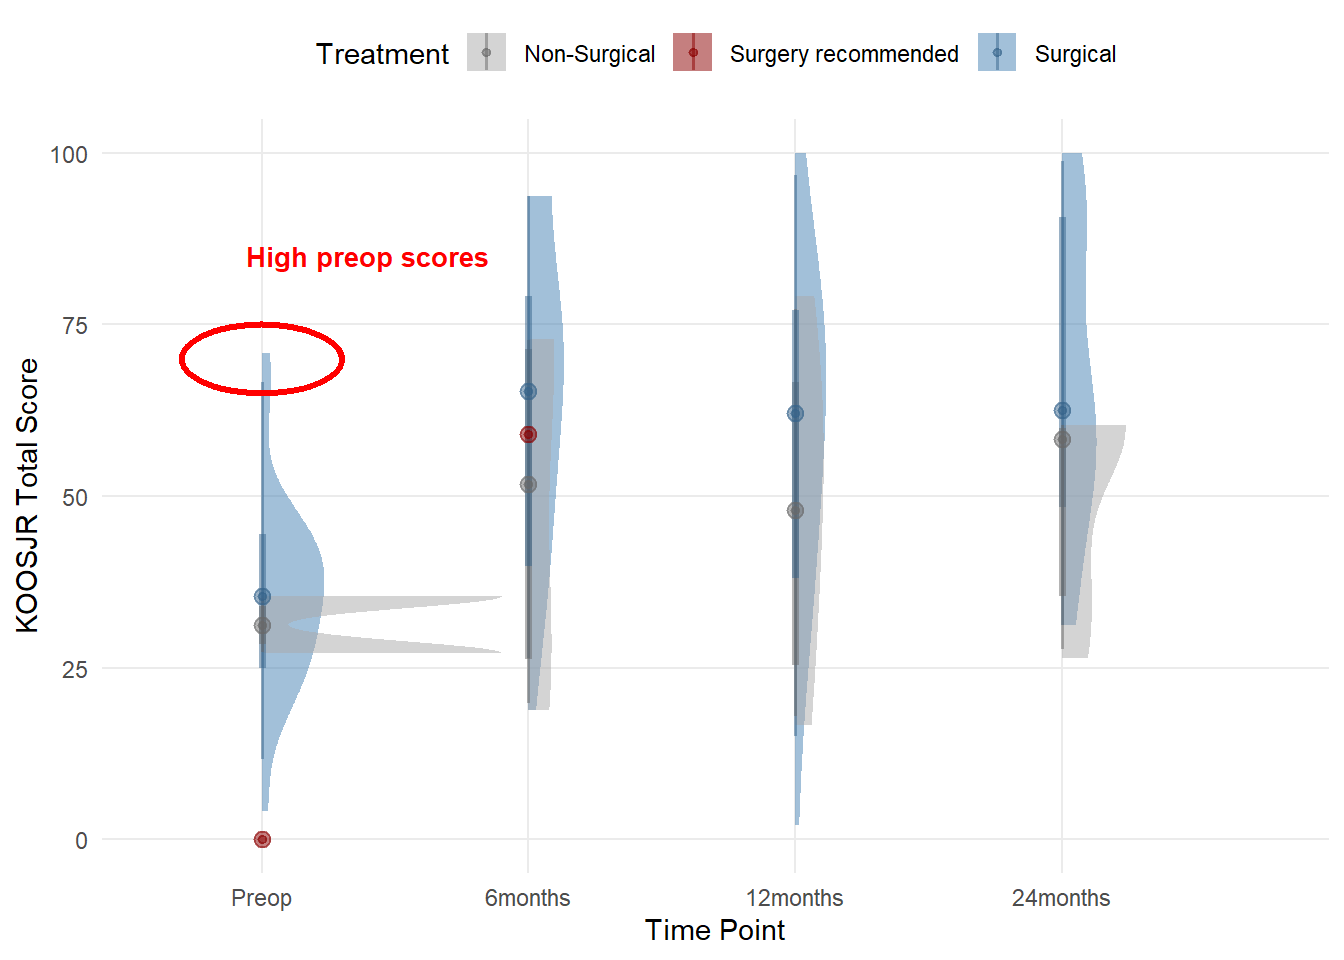 Treatment Non-Surgical Surgery recommended Surgical
100
High preop scores
75
50
25
0
KOOSJR Total Score
Preop 6months 12months 24months
Time Point